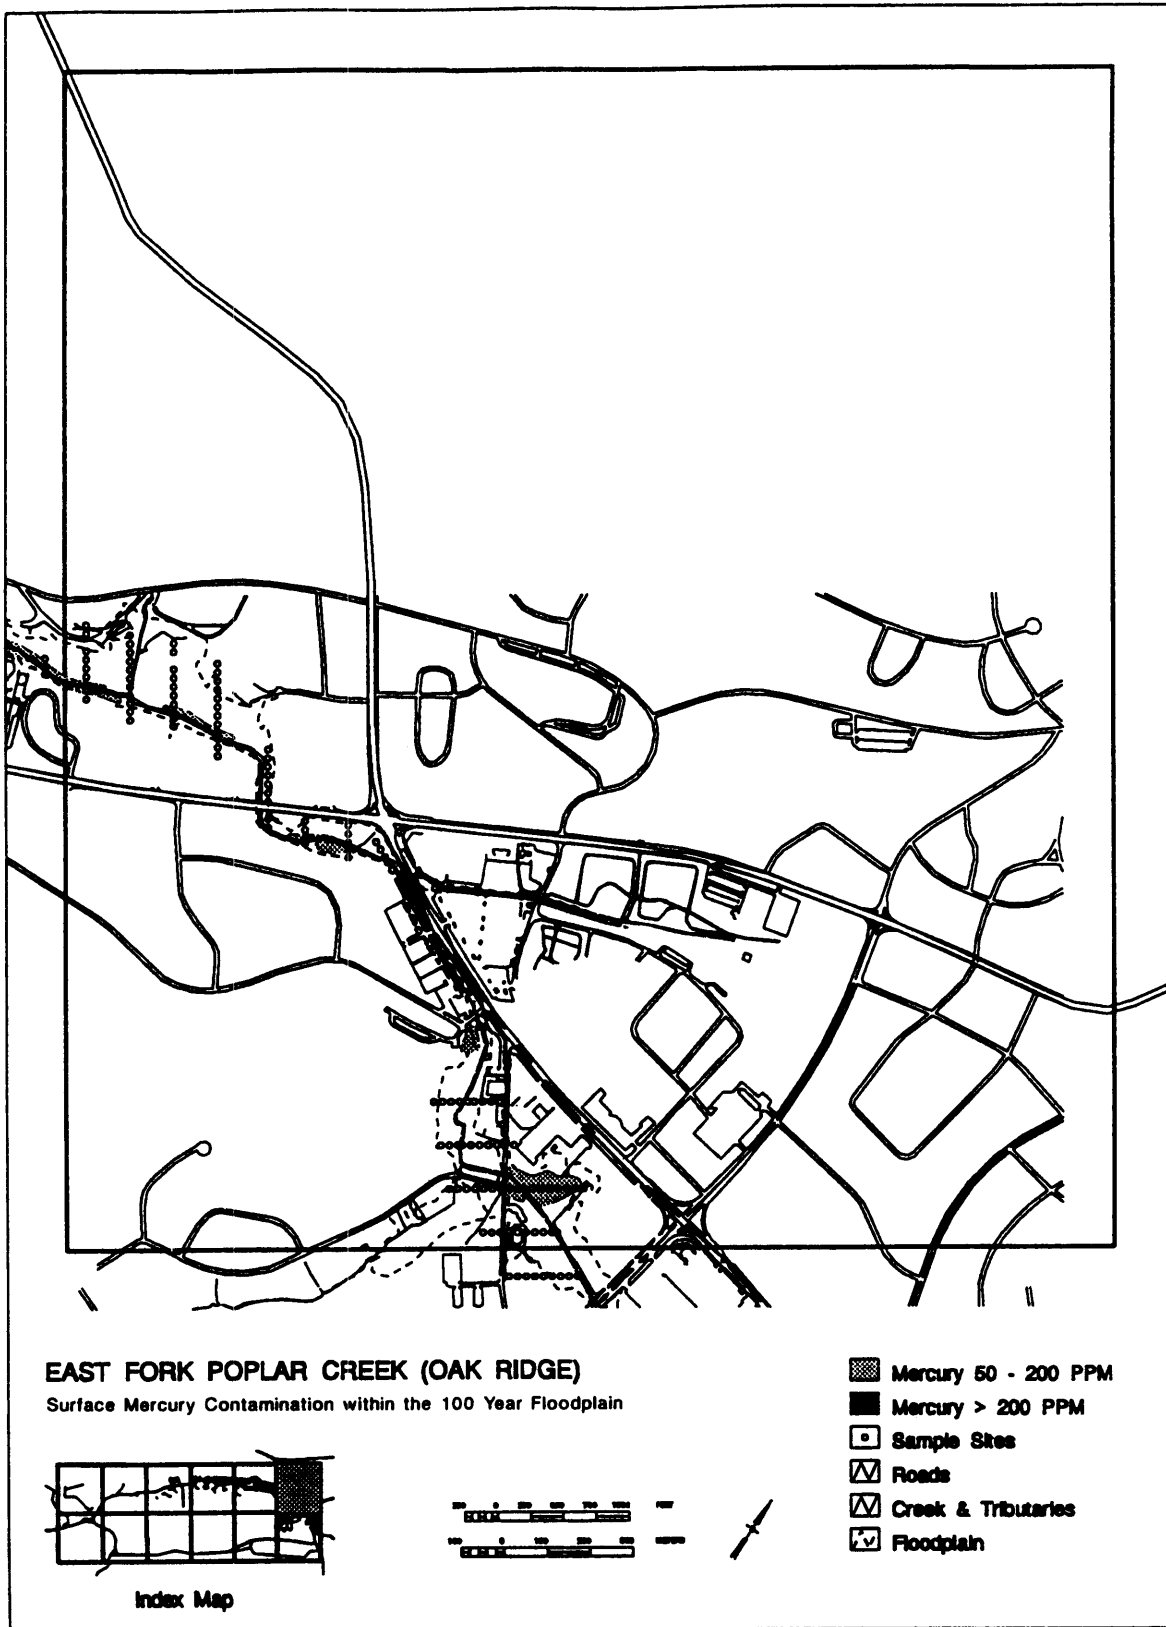 EAST FORK POPLAR CREEK (OAK RIDGE)
Surface Mercury Contamination within the 100 Year Floodplain
Mercury 50 - 200 PPM
Mercury > 200 PPM
Sample Sites
Roads
Creek & Tributaries
Floodplain
Index Map